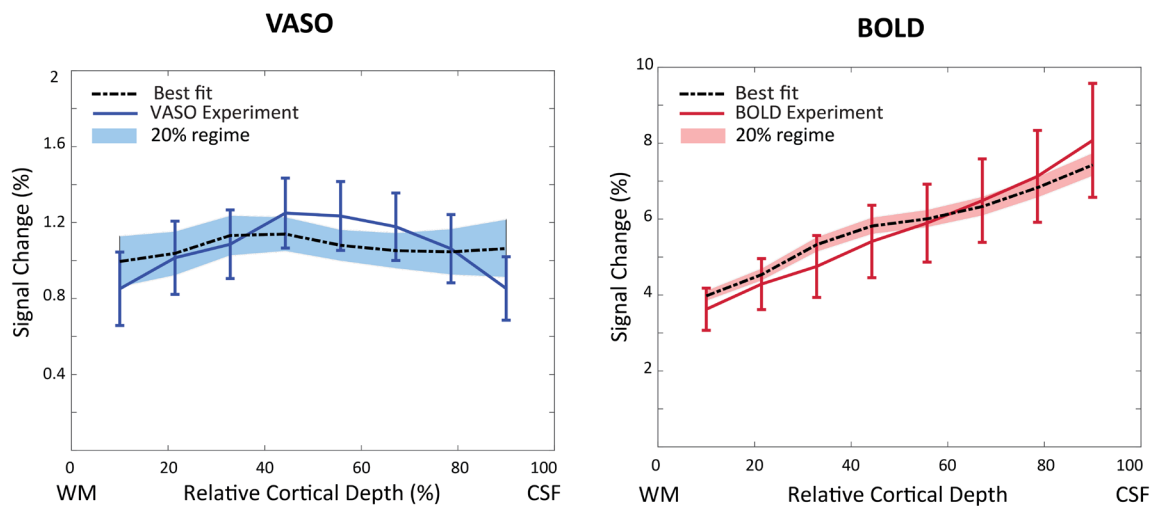 VASO
Best fit
VASO Experiment
20% regime
Signal Change (%)
2
1.6
1.2
0.8
0.4
0 20 40 60 80 100
WM Relative Cortical Depth (%) CSF
BOLD
Best fit
BOLD Experiment
20% regime
Signal Change (%)
10
8
6
4
2
0 20 40 60 80 100
WM Relative Cortical Depth CSF